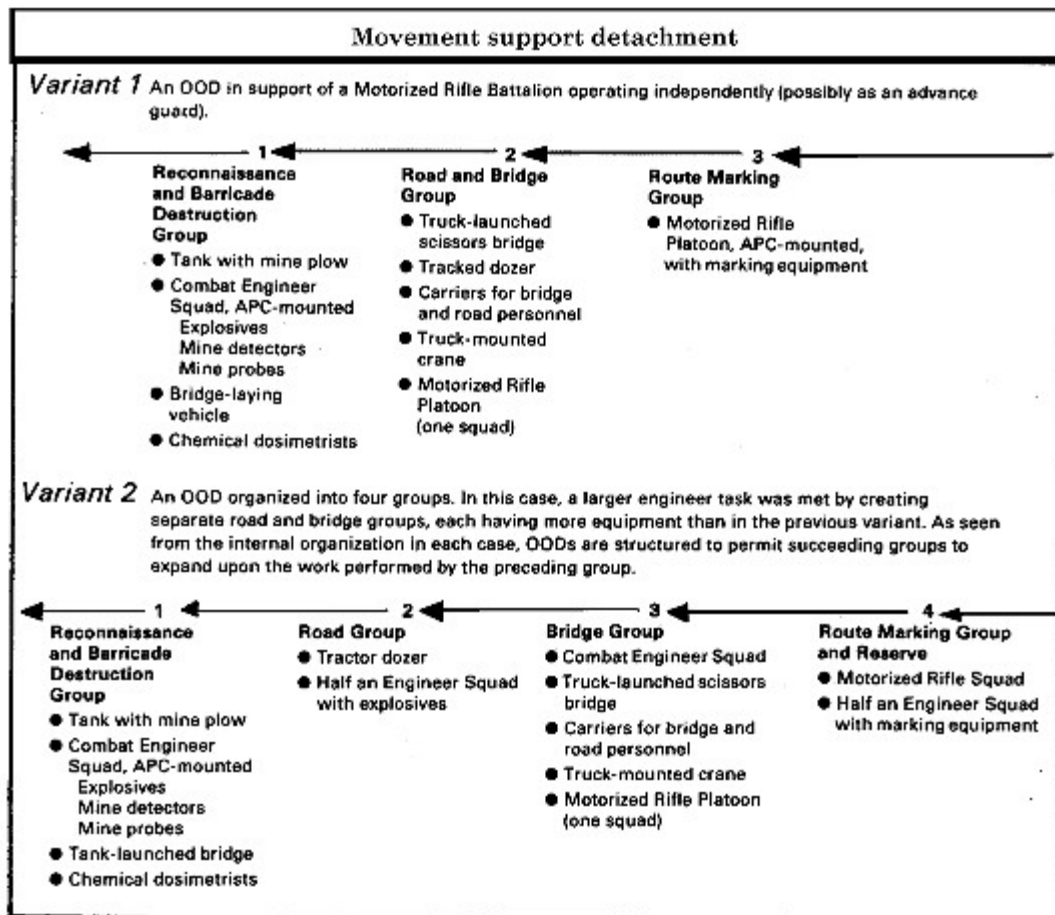 Movement support detachment
Variant 1 An OOD in support of a Motorized Rifle Battalion operating independently (possibly as an advance
guard).
1
Reconnaissance
and Barricade
Destruction
Group
● Tank with mine plow
● Combat Engineer
Squad, APC-mounted
Explosives
Mine detectors
Mine probes
● Bridge-laying
vehicle
● Chemical dosimetrists
2
Road and Bridge
Group
● Truck-launched
scissors bridge
● Tracked dozer
● Carriers for bridge
and road personnel
● Truck-mounted
crane
● Motorized Rifle
Platoon
(one squad)
3
Route Marking
Group
● Motorized Rifle
Platoon, APC-mounted,
with marking equipment
Variant 2 An OOD organized into four groups. In this case, a larger engineer task was met by creating
separate road and bridge groups, each having more equipment than in the previous variant. As seen
from the internal organization in each case, OODs are structured to permit succeeding groups to
expand upon the work performed by the preceding group.
1
Reconnaissance
and Barricade
Destruction
Group
● Tank with mine plow
● Combat Engineer
Squad, APC-mounted
Explosives
Mine detectors
Mine probes
● Tank-launched bridge
● Chemical dosimetrists
2
Road Group
● Tractor dozer
● Half an Engineer Squad
with explosives
3
Bridge Group
● Combat Engineer Squad
● Truck-launched scissors
bridge
● Carriers for bridge and
road personnel
● Truck-mounted crane
● Motorized Rifle Platoon
(one squad)
4
Route Marking Group
and Reserve
● Motorized Rifle Squad
● Half an Engineer Squad
with marking equipment